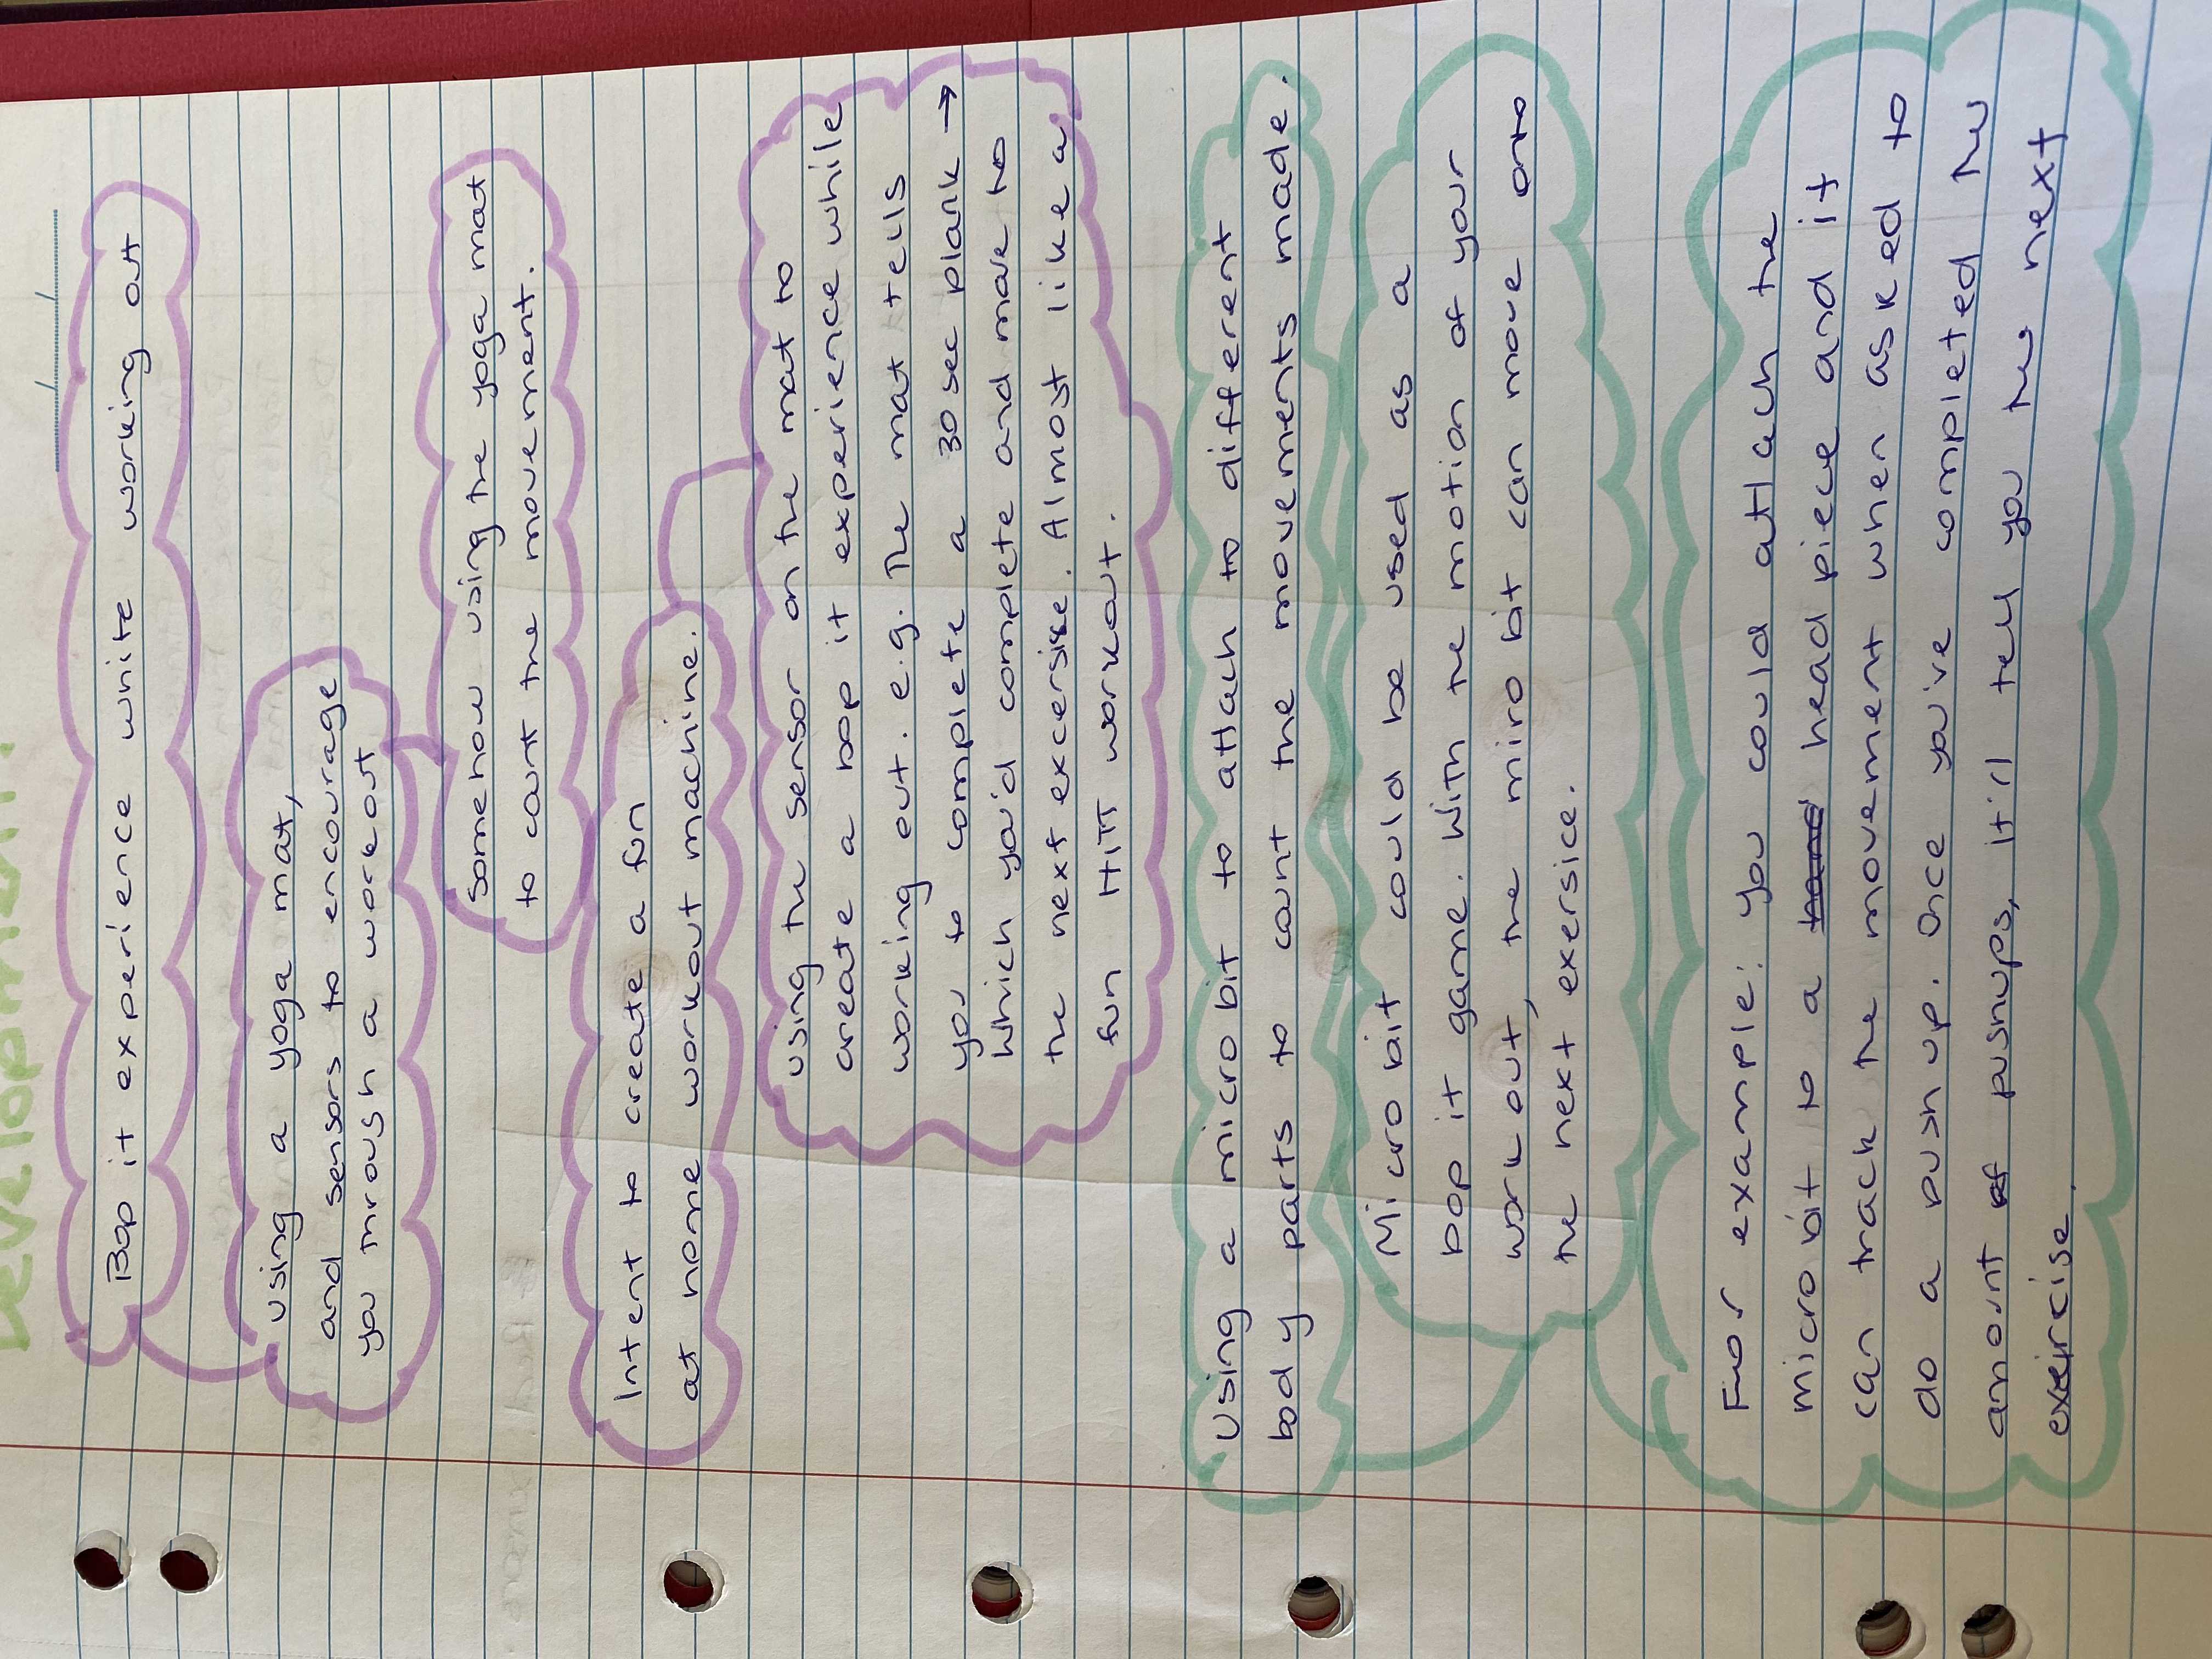 Development:
Bop it experience while working out
using a yoga mat,
and sensors to encourage
you through a workout
somehow using the yoga mat
to count the movement.
Intent to create a fun
at home workout machine.
using the sensor on the mat to
create a bop it experience while
working out. e.g. The mat tells
you to complete a 30 sec plank →
which you'd complete and move to
the next excersise. Almost like a
fun HITT workout.
Using a micro bit to attach to different
body parts to count the movements made.
Micro bit could be used as a
bop it game. With the motion of your
work out, the miro bit can move onto
the next exersice.
For example: you could attach the
micro bit to a hand head piece and it
can track the movement when asked to
do a push up. Once you've completed the
amount of pushups, it'll tell you the next
exercise.